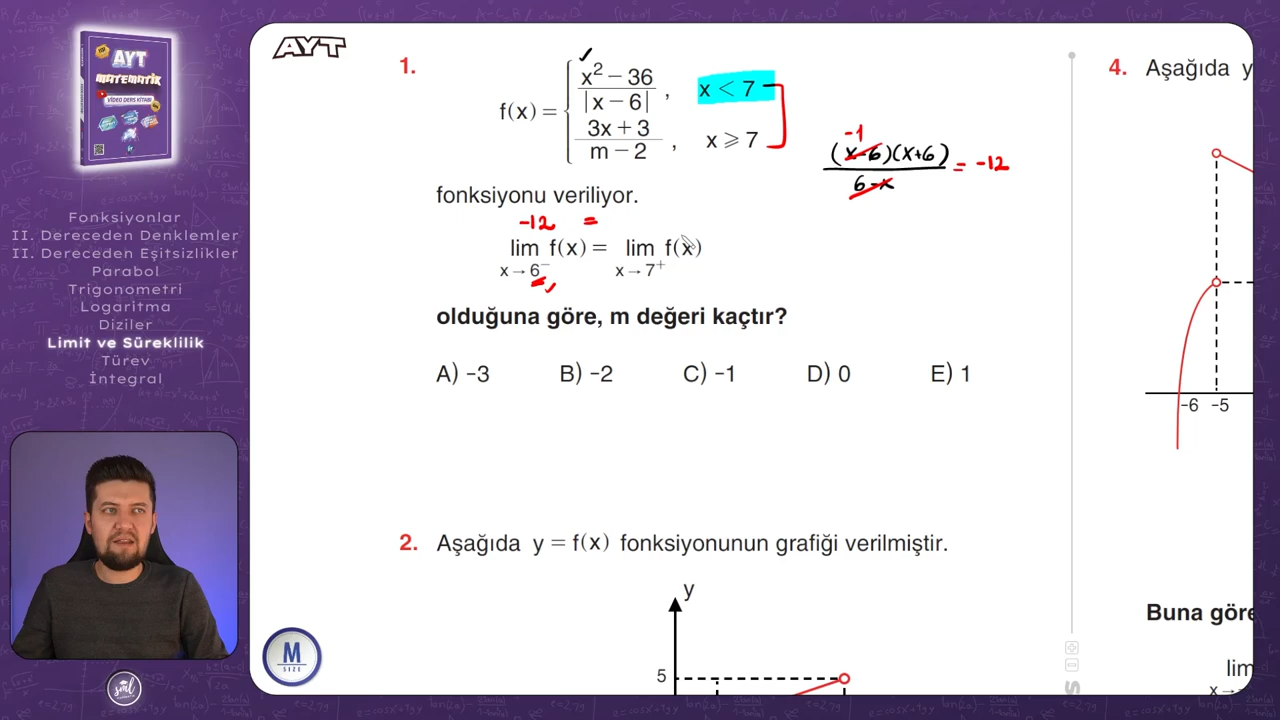 AYT
MATEMATİK
VİDEO DERS KİTABI
Fonksiyonlar
II. Dereceden Denklemler
II. Dereceden Eşitsizlikler
Parabol
Trigonometri
Logaritma
Diziler
Limit ve Süreklilik
Türev
İntegral
sml
AYT
1.
f(x) = { x² – 36 / |x – 6| , x < 7
3x + 3 / m – 2 , x ⩾ 7
-1
(x-6)(x+6) / 6-x = -12
fonksiyonu veriliyor.
-12 =
lim x → 6⁻ f(x) = lim x → 7⁺ f(x)
olduğuna göre, m değeri kaçtır?
A) –3 B) –2 C) –1 D) 0 E) 1
2. Aşağıda y = f(x) fonksiyonunun grafiği verilmiştir.
y
5
M
SIZE
4. Aşağıda y
–6 –5
Buna göre
lim
x →